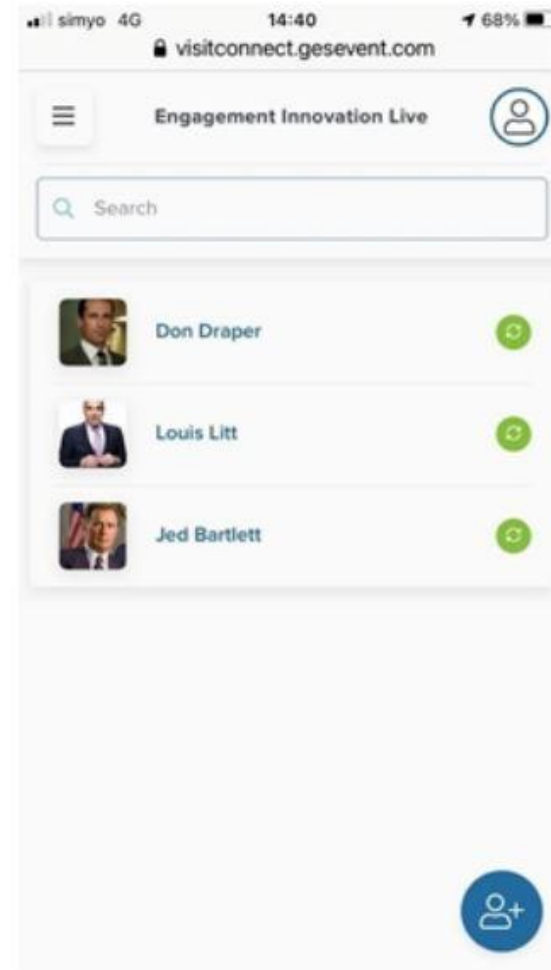 simyo 4G 14:40 68%
visitconnect.gesevent.com
Engagement Innovation Live
Search
Don Draper
Louis Litt
Jed Bartlett